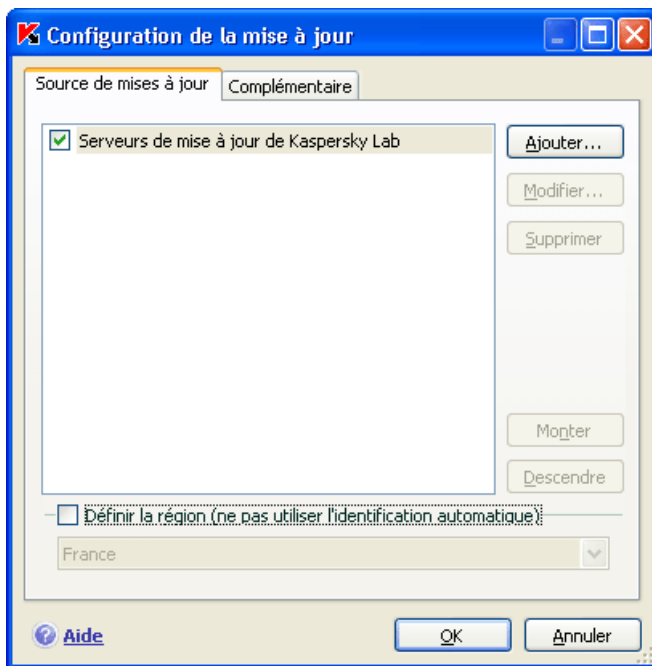 Configuration de la mise à jour
Source de mises à jour
Complémentaire
Serveurs de mise à jour de Kaspersky Lab
Ajouter...
Modifier...
Supprimer
Monter
Descendre
Définir la région (ne pas utiliser l'identification automatique)
France
Aide
OK
Annuler